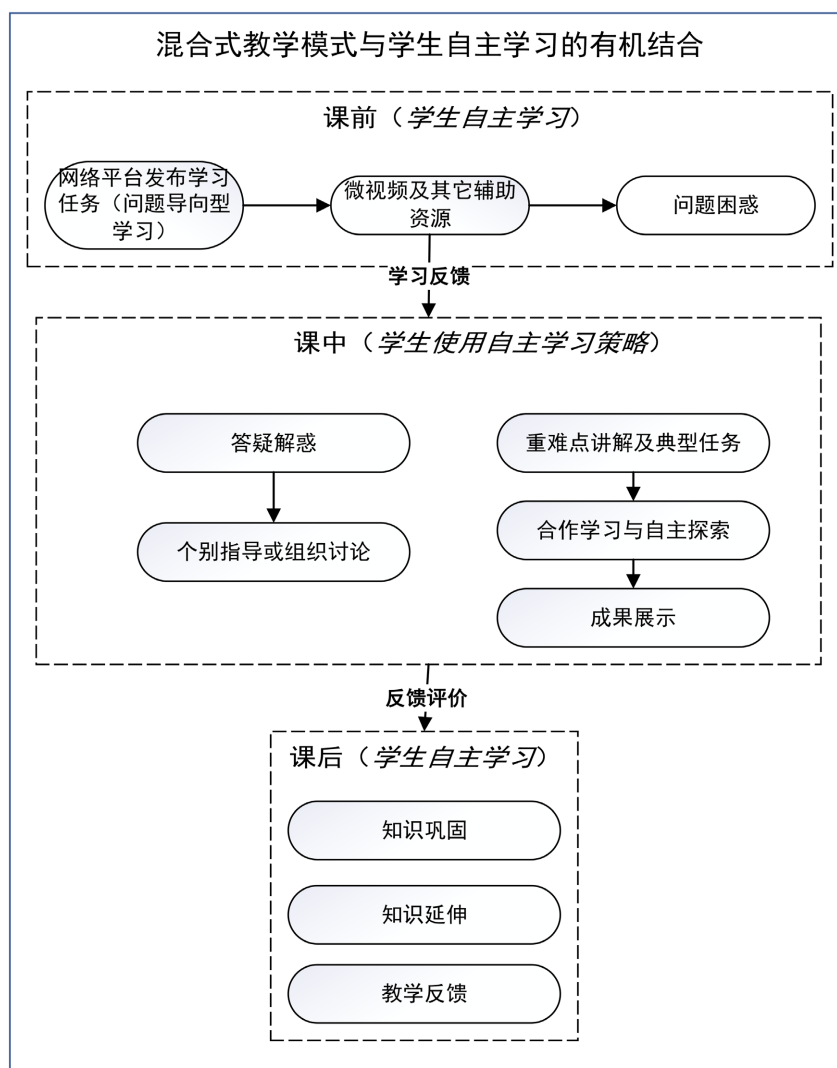 混合式教学模式与学生自主学习的有机结合
课前（学生自主学习）
网络平台发布学习
任务（问题导向型
学习）
微视频及其它辅助
资源
问题困惑
学习反馈
课中（学生使用自主学习策略）
答疑解惑
个别指导或组织讨论
重难点讲解及典型任务
合作学习与自主探索
成果展示
反馈评价
课后（学生自主学习）
知识巩固
知识延伸
教学反馈